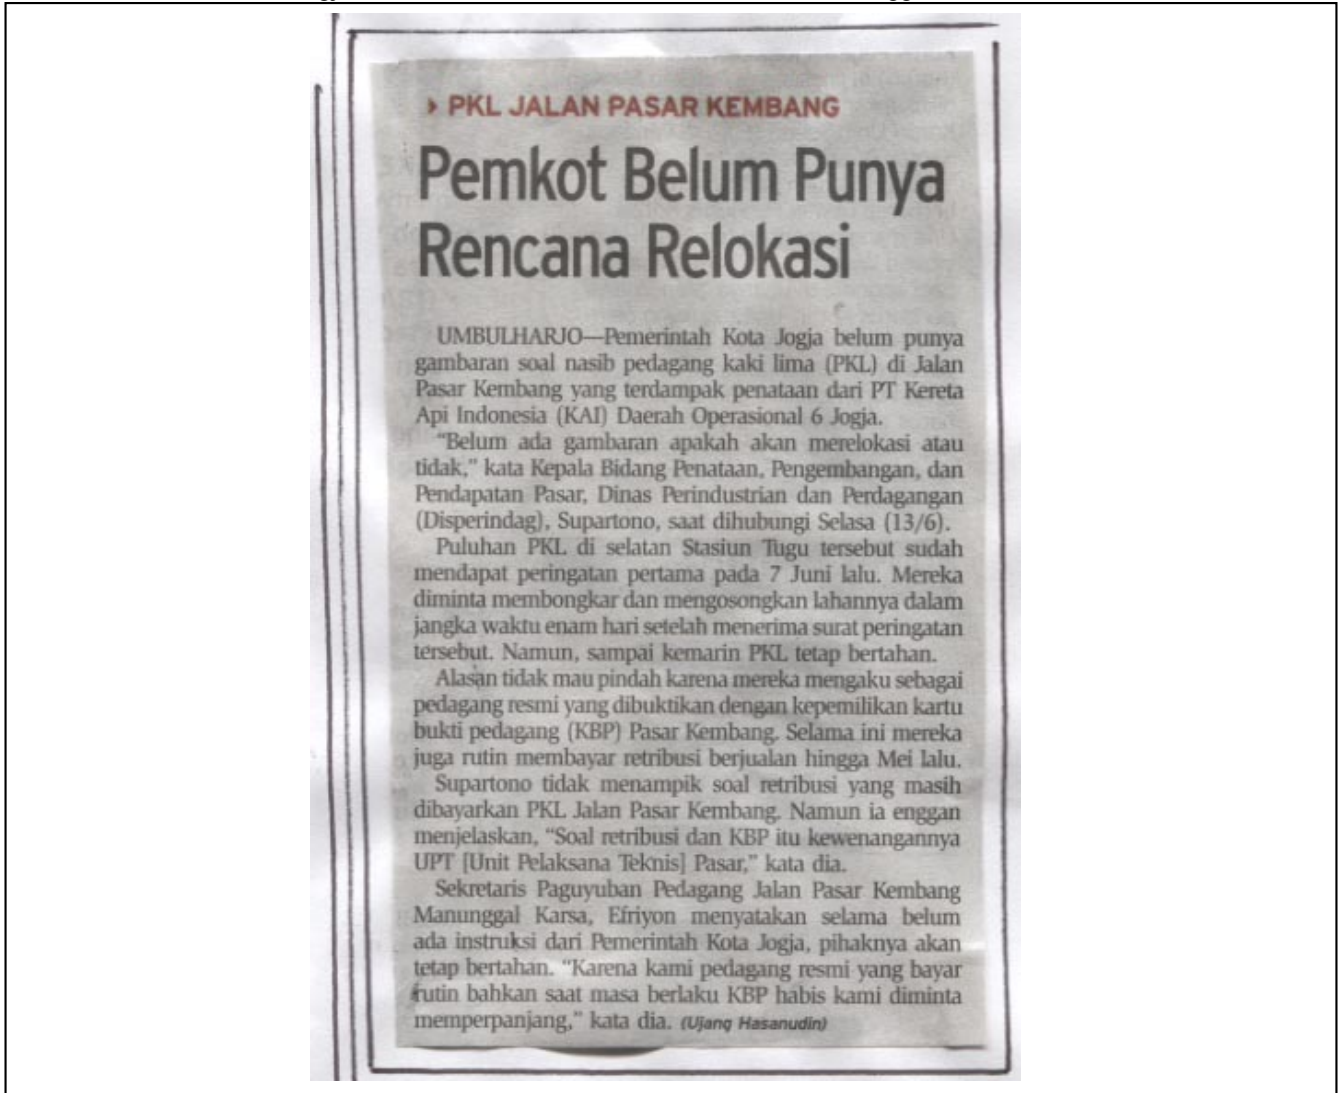 PKL JALAN PASAR KEMBANG
Pemkot Belum Punya
Rencana Relokasi
UMBULHARJO—Pemerintah Kota Jogja belum punya
gambaran soal nasib pedagang kaki lima (PKL) di Jalan
Pasar Kembang yang terdampak penataan dari PT Kereta
Api Indonesia (KAI) Daerah Operasional 6 Jogja.
"Belum ada gambaran apakah akan merelokasi atau
tidak," kata Kepala Bidang Penataan, Pengembangan, dan
Pendapatan Pasar, Dinas Perindustrian dan Perdagangan
(Disperindag), Supartono, saat dihubungi Selasa (13/6).
Puluhan PKL di selatan Stasiun Tugu tersebut sudah
mendapat peringatan pertama pada 7 Juni lalu. Mereka
diminta membongkar dan mengosongkan lahannya dalam
jangka waktu enam hari setelah menerima surat peringatan
tersebut. Namun, sampai kemarin PKL tetap bertahan.
Alasan tidak mau pindah karena mereka mengaku sebagai
pedagang resmi yang dibuktikan dengan kepemilikan kartu
bukti pedagang (KBP) Pasar Kembang. Selama ini mereka
juga rutin membayar retribusi berjualan hingga Mei lalu.
Supartono tidak menampik soal retribusi yang masih
dibayarkan PKL Jalan Pasar Kembang. Namun ia enggan
menjelaskan, "Soal retribusi dan KBP itu kewenangannya
UPT [Unit Pelaksana Teknis] Pasar," kata dia.
Sekretaris Paguyuban Pedagang Jalan Pasar Kembang
Manunggal Karsa, Efriyon menyatakan selama belum
ada instruksi dari Pemerintah Kota Jogja, pihaknya akan
tetap bertahan. "Karena kami pedagang resmi yang bayar
rutin bahkan saat masa berlaku KBP habis kami diminta
memperpanjang," kata dia. (Ujang Hasanudin)